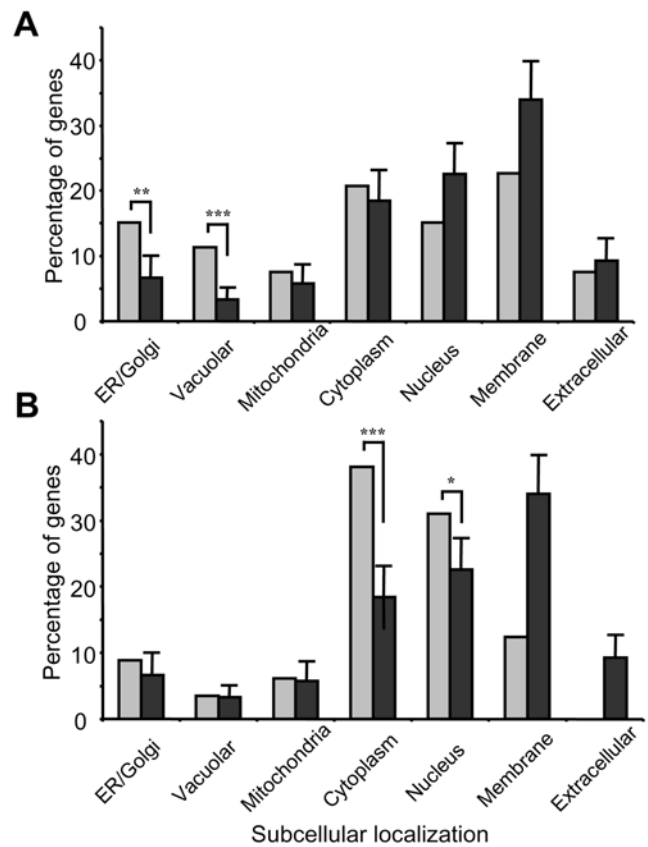 A
Percentage of genes
40
30
20
10
0
**
***
ER/Golgi
Vacuolar
Mitochondria
Cytoplasm
Nucleus
Membrane
Extracellular
B
Percentage of genes
40
30
20
10
0
***
*
ER/Golgi
Vacuolar
Mitochondria
Cytoplasm
Nucleus
Membrane
Extracellular
Subcellular localization